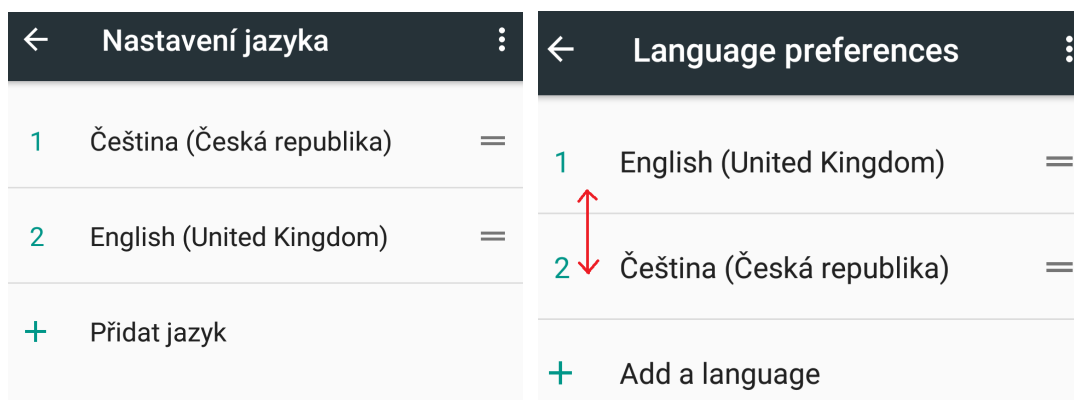 Nastavení jazyka
1 Čeština (Česká republika)
2 English (United Kingdom)
Přidat jazyk
Language preferences
1 English (United Kingdom)
2 Čeština (Česká republika)
Add a language